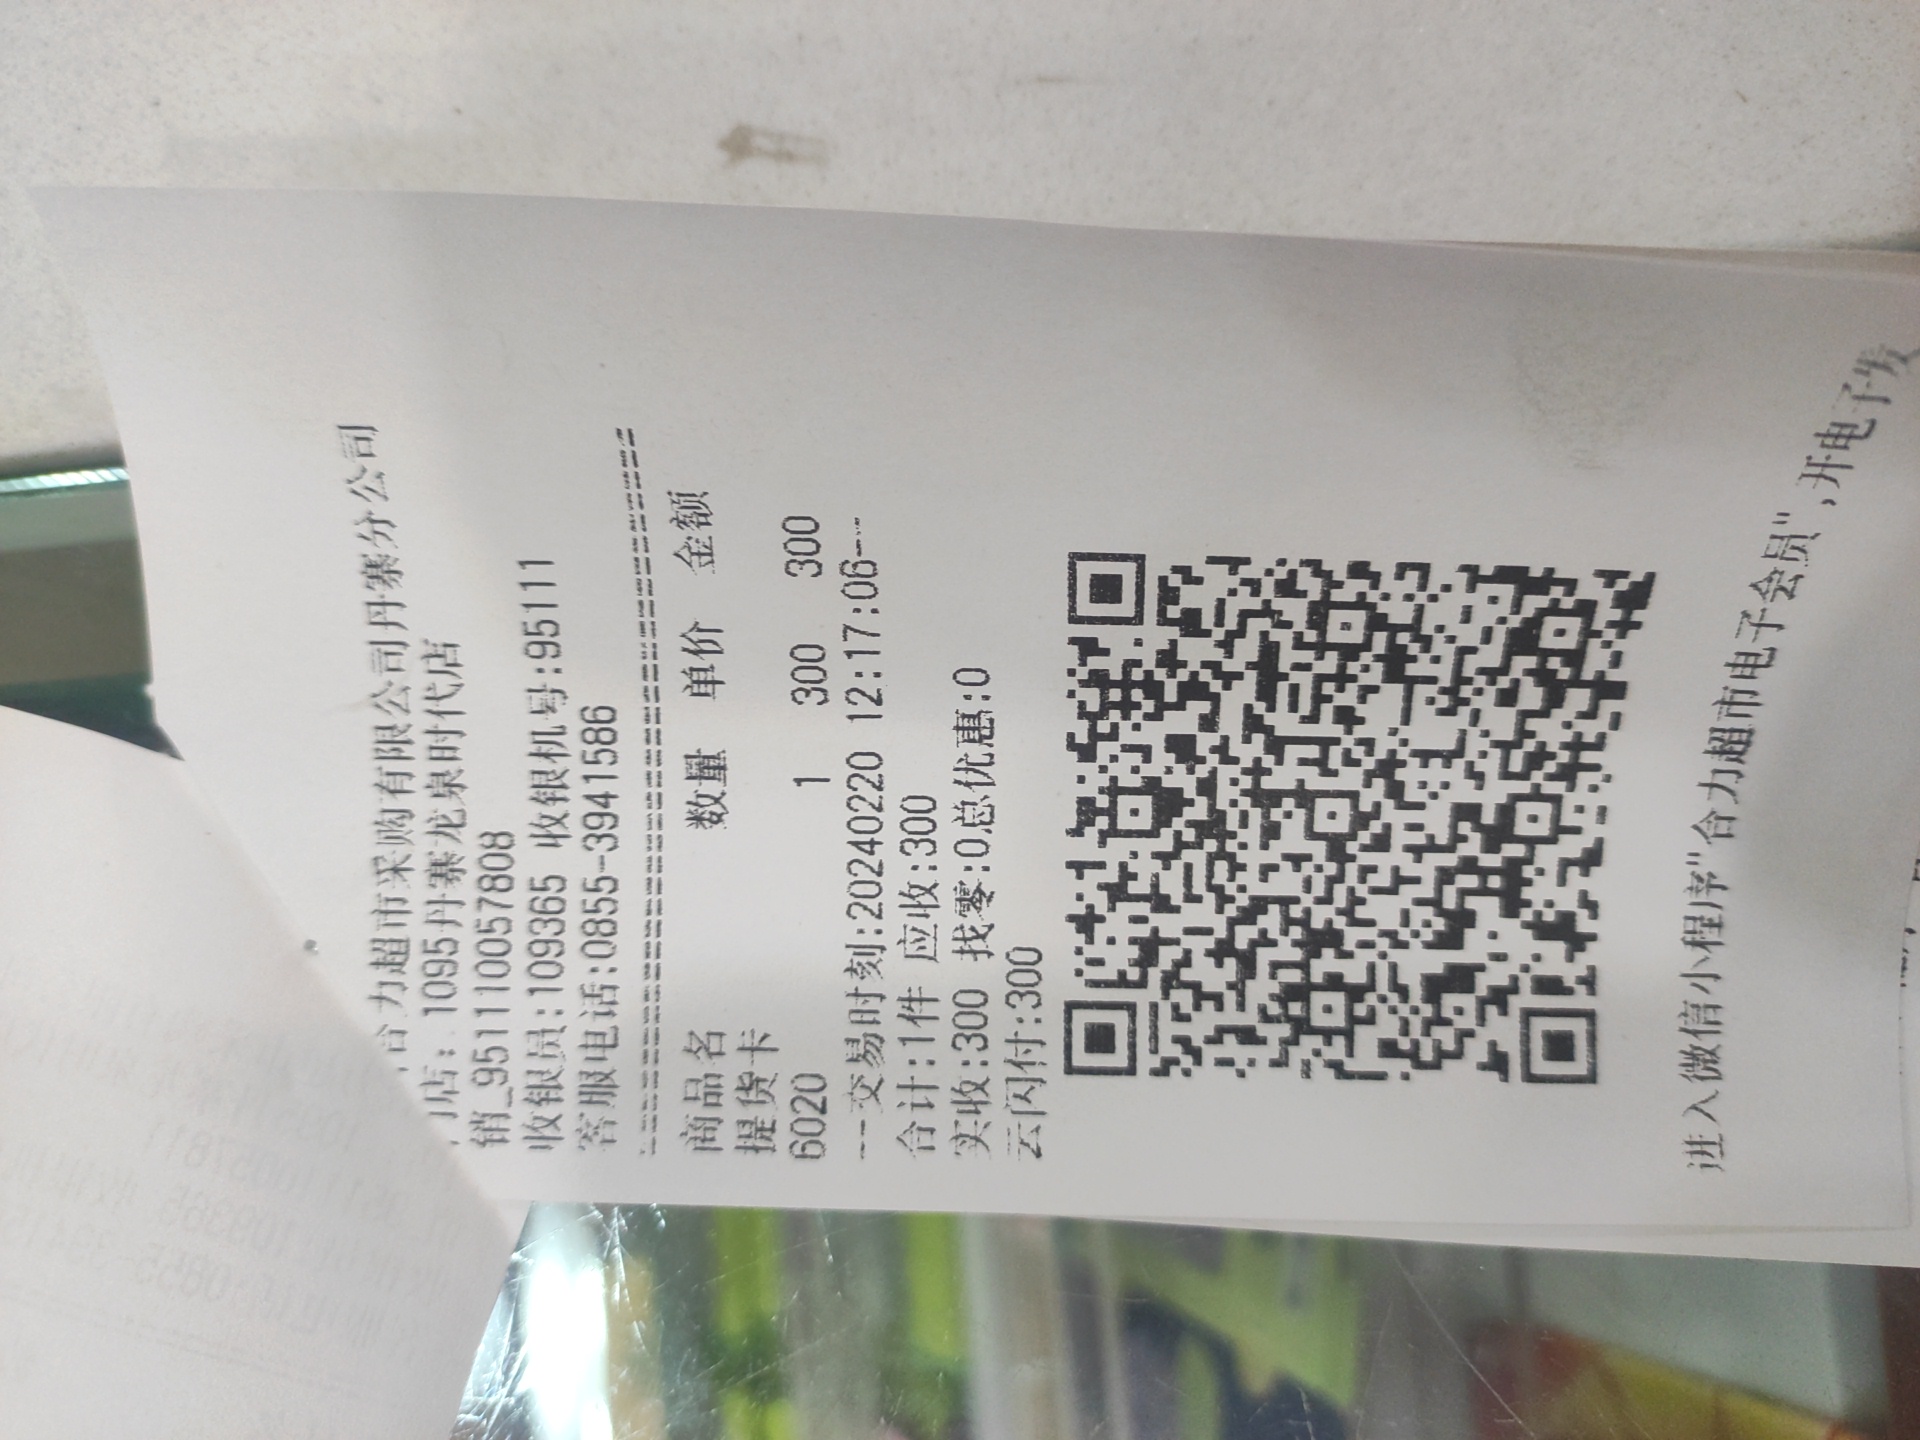 合力超市采购有限公司丹寨分公司
门店: 1095丹寨龙泉时代店
销_9511110057808
收银员:109365 收银机号:95111
客服电话:0855-3941586
商品名 数量 单价 金额
提货卡
6020 1 300 300
--交易时刻:20240220 12:17:06--
合计:1件 应收:300
实收:300 找零:0总优惠:0
云闪付:300
进入微信小程序"合力超市电子会员",开电子发